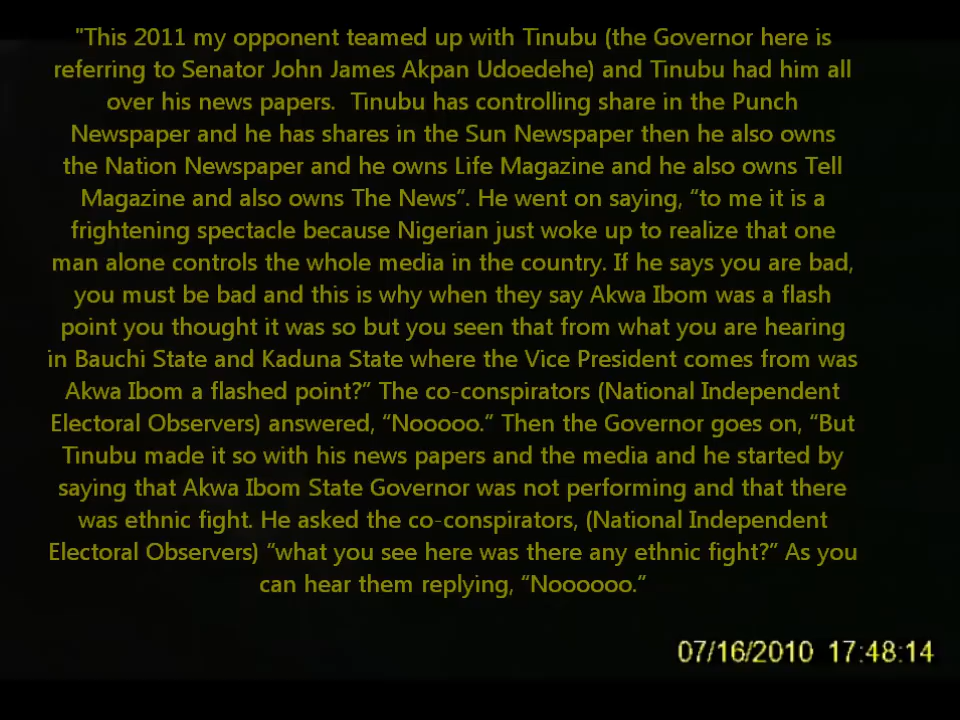 "This 2011 my opponent teamed up with Tinubu (the Governor here is
referring to Senator John James Akpan Udoedehe) and Tinubu had him all
over his news papers.  Tinubu has controlling share in the Punch
Newspaper and he has shares in the Sun Newspaper then he also owns
the Nation Newspaper and he owns Life Magazine and he also owns Tell
Magazine and also owns The News”. He went on saying, “to me it is a
frightening spectacle because Nigerian just woke up to realize that one
man alone controls the whole media in the country. If he says you are bad,
you must be bad and this is why when they say Akwa Ibom was a flash
point you thought it was so but you seen that from what you are hearing
in Bauchi State and Kaduna State where the Vice President comes from was
Akwa Ibom a flashed point?” The co-conspirators (National Independent
Electoral Observers) answered, “Nooooo.” Then the Governor goes on, “But
Tinubu made it so with his news papers and the media and he started by
saying that Akwa Ibom State Governor was not performing and that there
was ethnic fight. He asked the co-conspirators, (National Independent
Electoral Observers) “what you see here was there any ethnic fight?” As you
can hear them replying, “Noooooo.”
07/16/2010 17:48:14